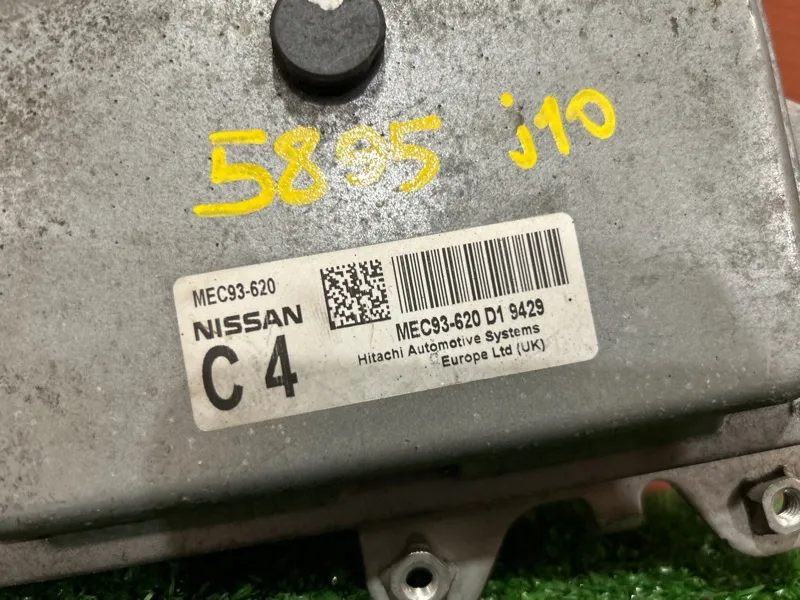 5895 j10
MEC93-620
NISSAN
C 4
MEC93-620 D1 9429
Hitachi Automotive Systems
Europe Ltd (UK)